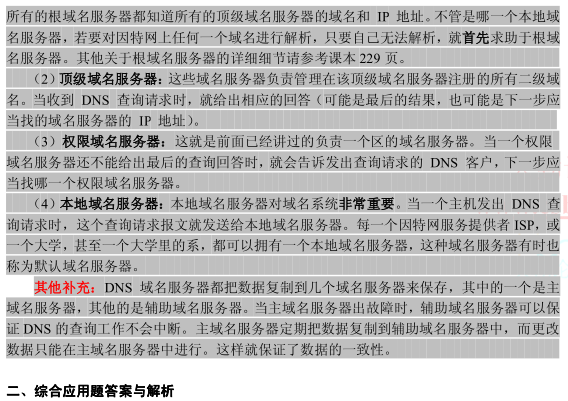 所有的根域名服务器都知道所有的顶级域名服务器的域名和 IP 地址。不管是哪一个本地域
名服务器，若要对因特网上任何一个域名进行解析，只要自己无法解析，就首先求助于根域
名服务器。其他关于根域名服务器的详细细节请参考课本 229 页。
（2）顶级域名服务器：这些域名服务器负责管理在该顶级域名服务器注册的所有二级域
名。当收到 DNS 查询请求时，就给出相应的回答（可能是最后的结果，也可能是下一步应
当找的域名服务器的 IP 地址）。
（3）权限域名服务器：这就是前面已经讲过的负责一个区的域名服务器。当一个权限
域名服务器还不能给出最后的查询回答时，就会告诉发出查询请求的 DNS 客户，下一步应
当找哪一个权限域名服务器。
（4）本地域名服务器：本地域名服务器对域名系统非常重要。当一个主机发出 DNS 查
询请求时，这个查询请求报文就发送给本地域名服务器。每一个因特网服务提供者 ISP，或
一个大学，甚至一个大学里的系，都可以拥有一个本地域名服务器，这种域名服务器有时也
称为默认域名服务器。
其他补充：DNS 域名服务器都把数据复制到几个域名服务器来保存，其中的一个是主
域名服务器，其他的是辅助域名服务器。当主域名服务器出故障时，辅助域名服务器可以保
证 DNS 的查询工作不会中断。主域名服务器定期把数据复制到辅助域名服务器中，而更改
数据只能在主域名服务器中进行。这样就保证了数据的一致性。
二、综合应用题答案与解析